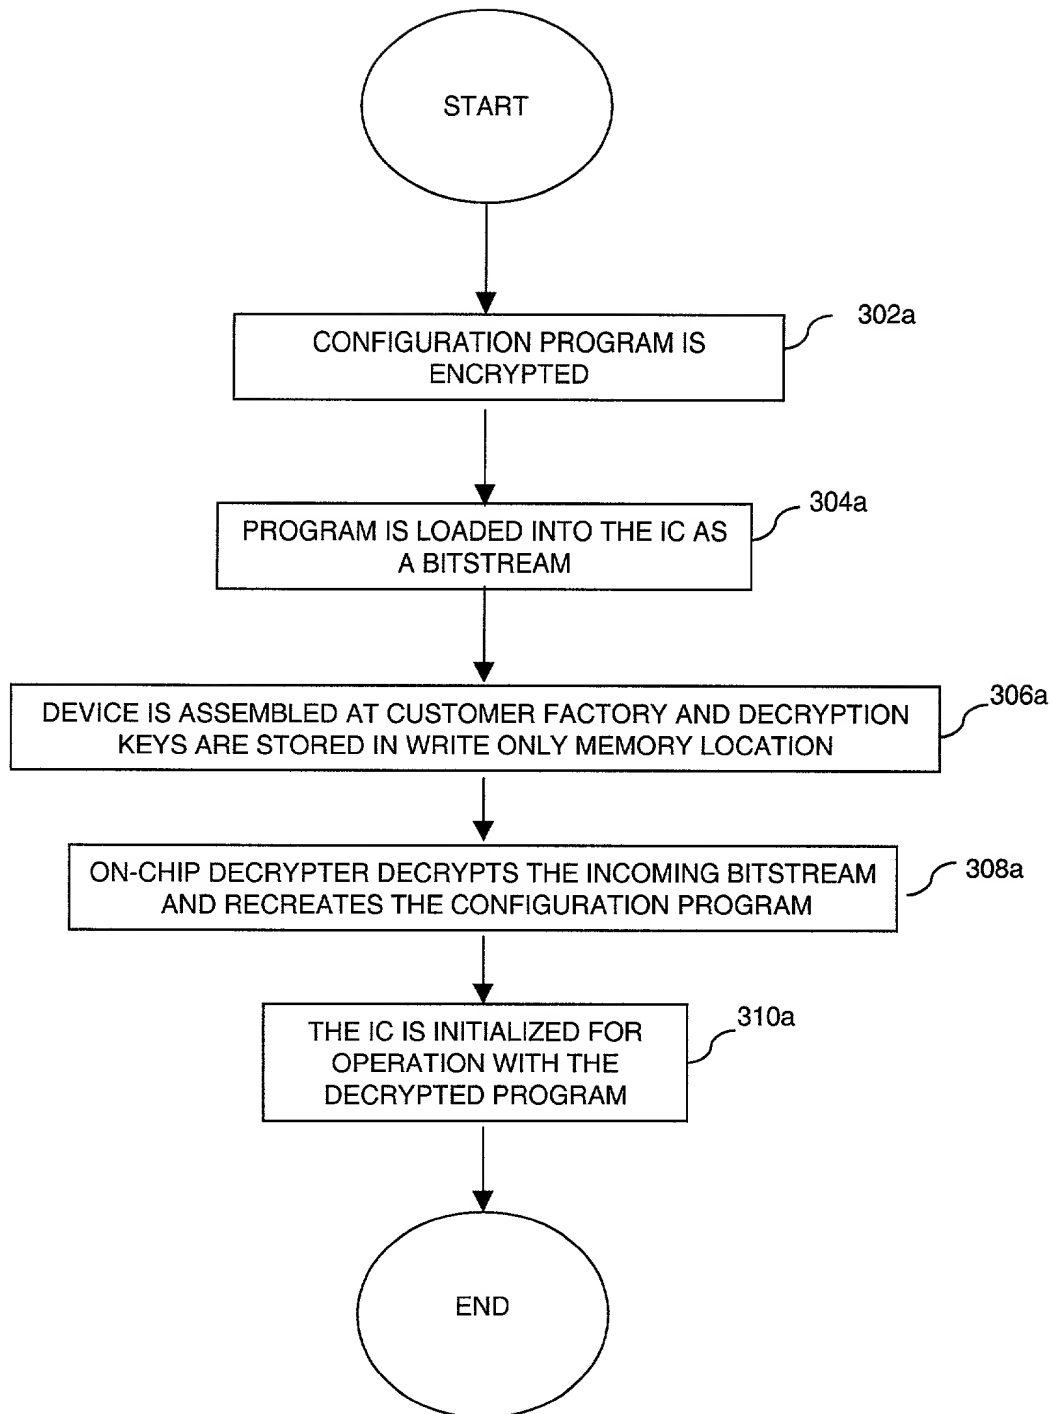 START
302a
CONFIGURATION PROGRAM IS
ENCRYPTED
304a
PROGRAM IS LOADED INTO THE IC AS
A BITSTREAM
306a
DEVICE IS ASSEMBLED AT CUSTOMER FACTORY AND DECRYPTION
KEYS ARE STORED IN WRITE ONLY MEMORY LOCATION
308a
ON-CHIP DECRYPTER DECRYPTS THE INCOMING BITSTREAM
AND RECREATES THE CONFIGURATION PROGRAM
310a
THE IC IS INITIALIZED FOR
OPERATION WITH THE
DECRYPTED PROGRAM
END